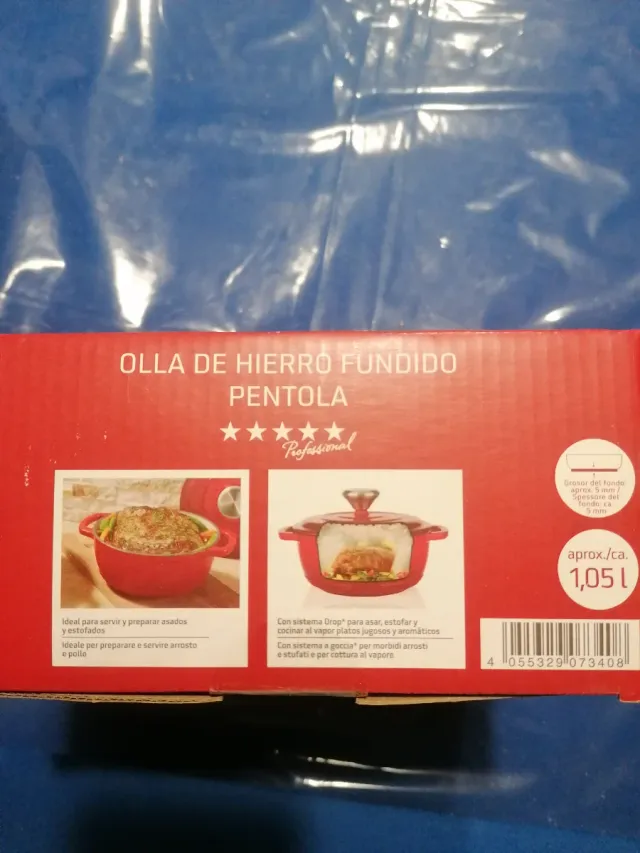 OLLA DE HIERRO FUNDIDO
PENTOLA
Professional
Grosor del fondo:
aprox. 5 mm /
Spessore del
fondo: ca.
5 mm
aprox./ca.
1,05 l
Ideal para servir y preparar asados
y estofados
Ideale per preparare e servire arrosto
e pollo
Con sistema Drop* para asar, estofar y
cocinar al vapor platos jugosos y aromáticos
Con sistema a goccia* per morbidi arrosti
e stufati e per cottura al vapore
4 055329 073408